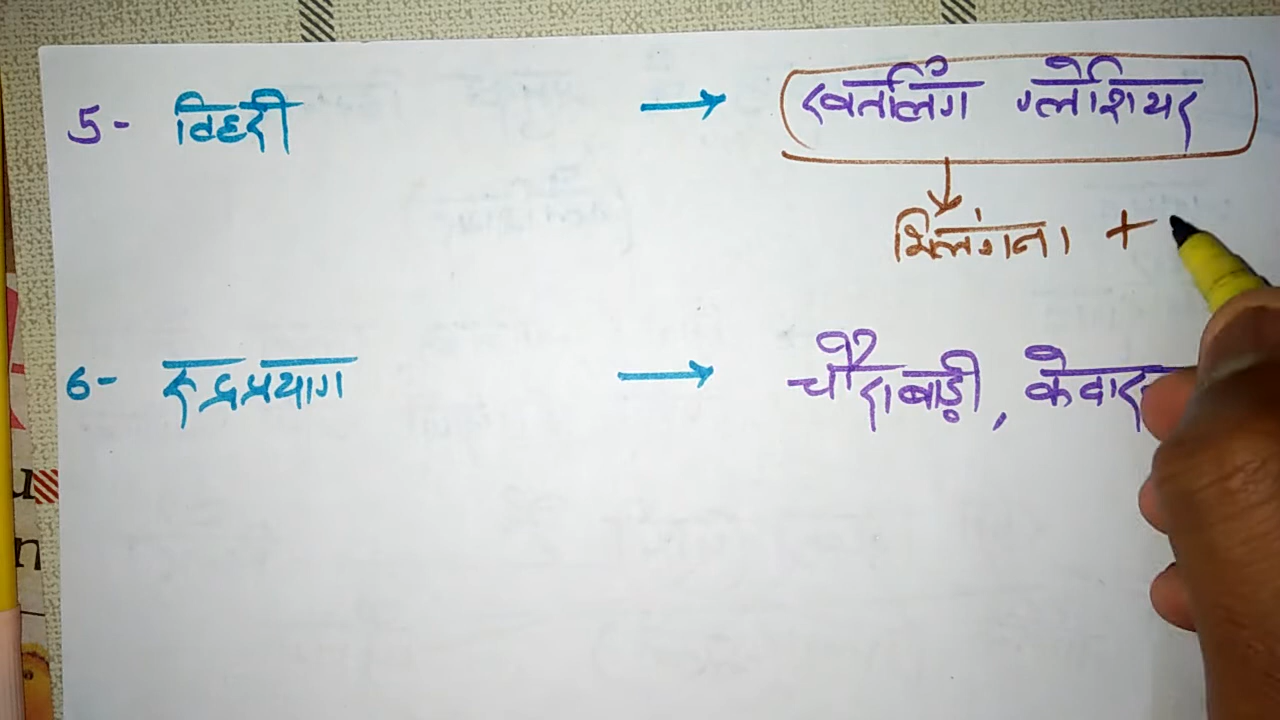 5- टिहरी → खतलिंग ग्लेशियर
भिलंगना +
6- रूद्रप्रयाग → चौराबाड़ी, केदार
u
n